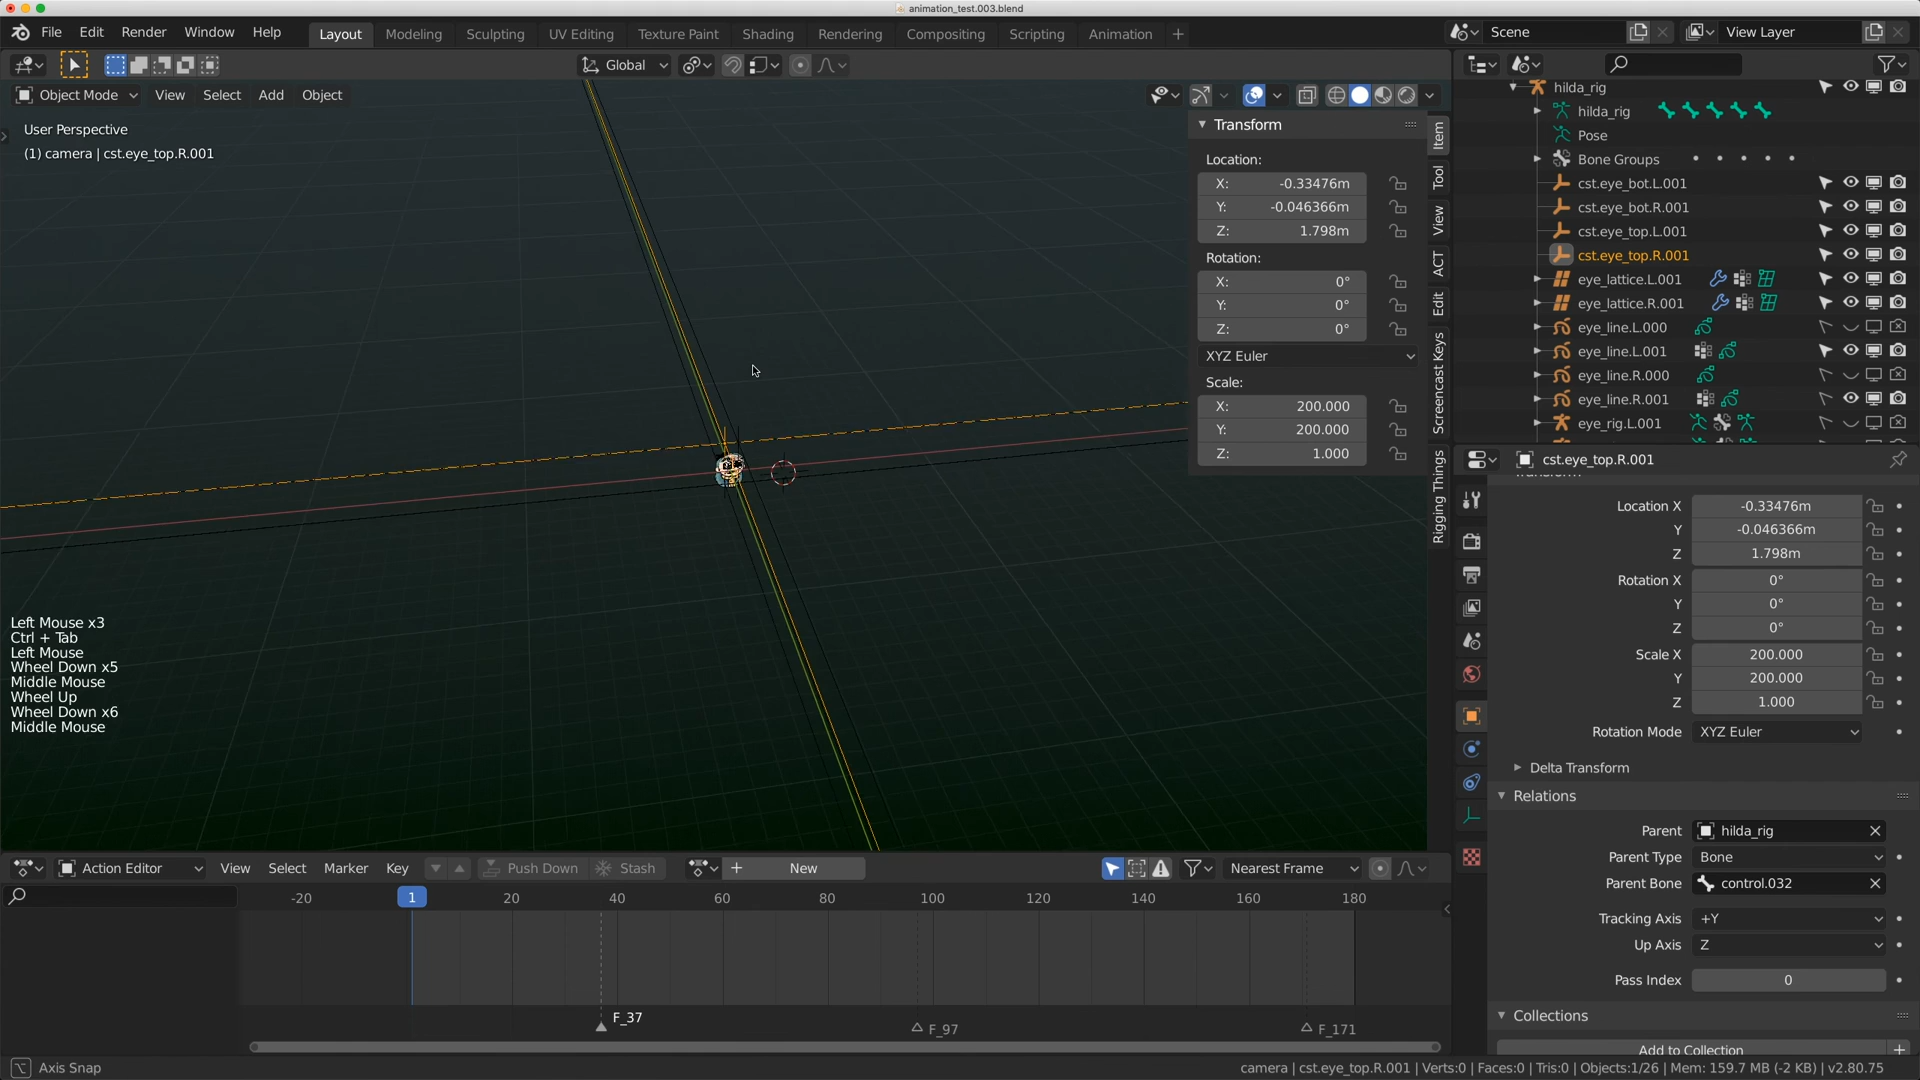 animation_test.003.blend
File Edit Render Window Help
Layout Modeling Sculpting UV Editing Texture Paint Shading Rendering Compositing Scripting Animation +
Scene
View Layer
Global
Object Mode View Select Add Object
User Perspective
(1) camera | cst.eye_top.R.001
Transform
Location:
X: -0.33476m
Y: -0.046366m
Z: 1.798m
Rotation:
X: 0°
Y: 0°
Z: 0°
XYZ Euler
Scale:
X: 200.000
Y: 200.000
Z: 1.000
Item
Tool
View
ACT
Edit
Screencast Keys
Rigging Things
Left Mouse x3
Ctrl + Tab
Left Mouse
Wheel Down x5
Middle Mouse
Wheel Up
Wheel Down x6
Middle Mouse
hilda_rig
hilda_rig
Pose
Bone Groups
cst.eye_bot.L.001
cst.eye_bot.R.001
cst.eye_top.L.001
cst.eye_top.R.001
eye_lattice.L.001
eye_lattice.R.001
eye_line.L.000
eye_line.L.001
eye_line.R.000
eye_line.R.001
eye_rig.L.001
cst.eye_top.R.001
Location X -0.33476m
Y -0.046366m
Z 1.798m
Rotation X 0°
Y 0°
Z 0°
Scale X 200.000
Y 200.000
Z 1.000
Rotation Mode XYZ Euler
Delta Transform
Relations
Parent hilda_rig
Parent Type Bone
Parent Bone control.032
Tracking Axis +Y
Up Axis Z
Pass Index 0
Collections
Add to Collection
Action Editor View Select Marker Key Push Down Stash New Nearest Frame
-20 1 20 40 60 80 100 120 140 160 180
F_37
F_97
F_171
Axis Snap
camera | cst.eye_top.R.001 | Verts:0 | Faces:0 | Tris:0 | Objects:1/26 | Mem: 159.7 MB (-2 KB) | v2.80.75